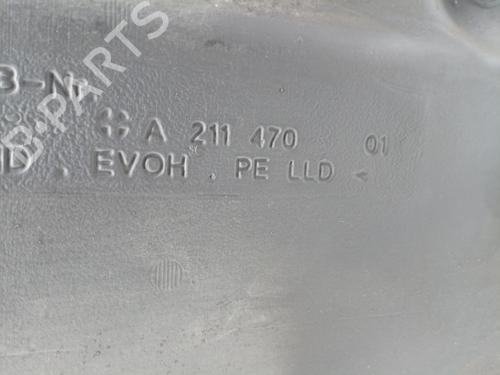 B-PARTS
A 211 470 01
. EVOH . PE LLD <